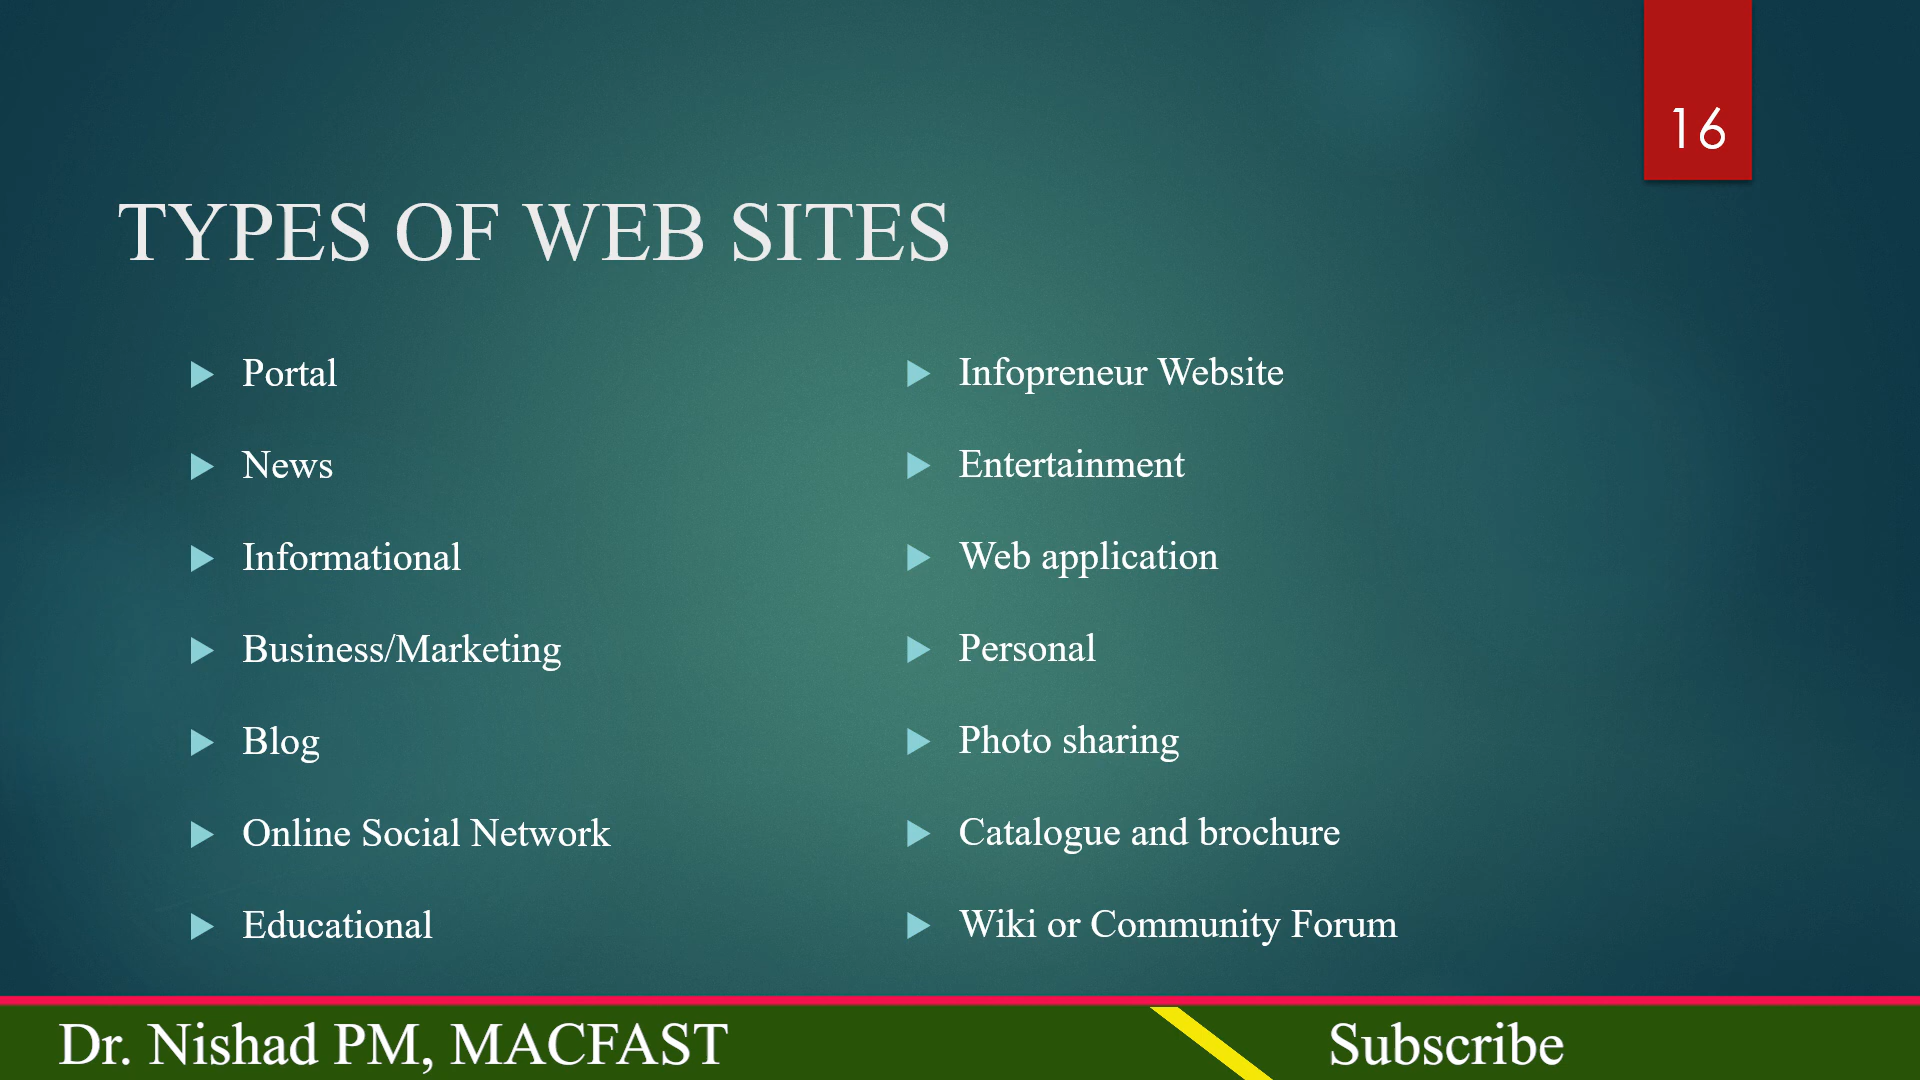 16
TYPES OF WEB SITES
Portal
News
Informational
Business/Marketing
Blog
Online Social Network
Educational
Infopreneur Website
Entertainment
Web application
Personal
Photo sharing
Catalogue and brochure
Wiki or Community Forum
Dr. Nishad PM, MACFAST
Subscribe